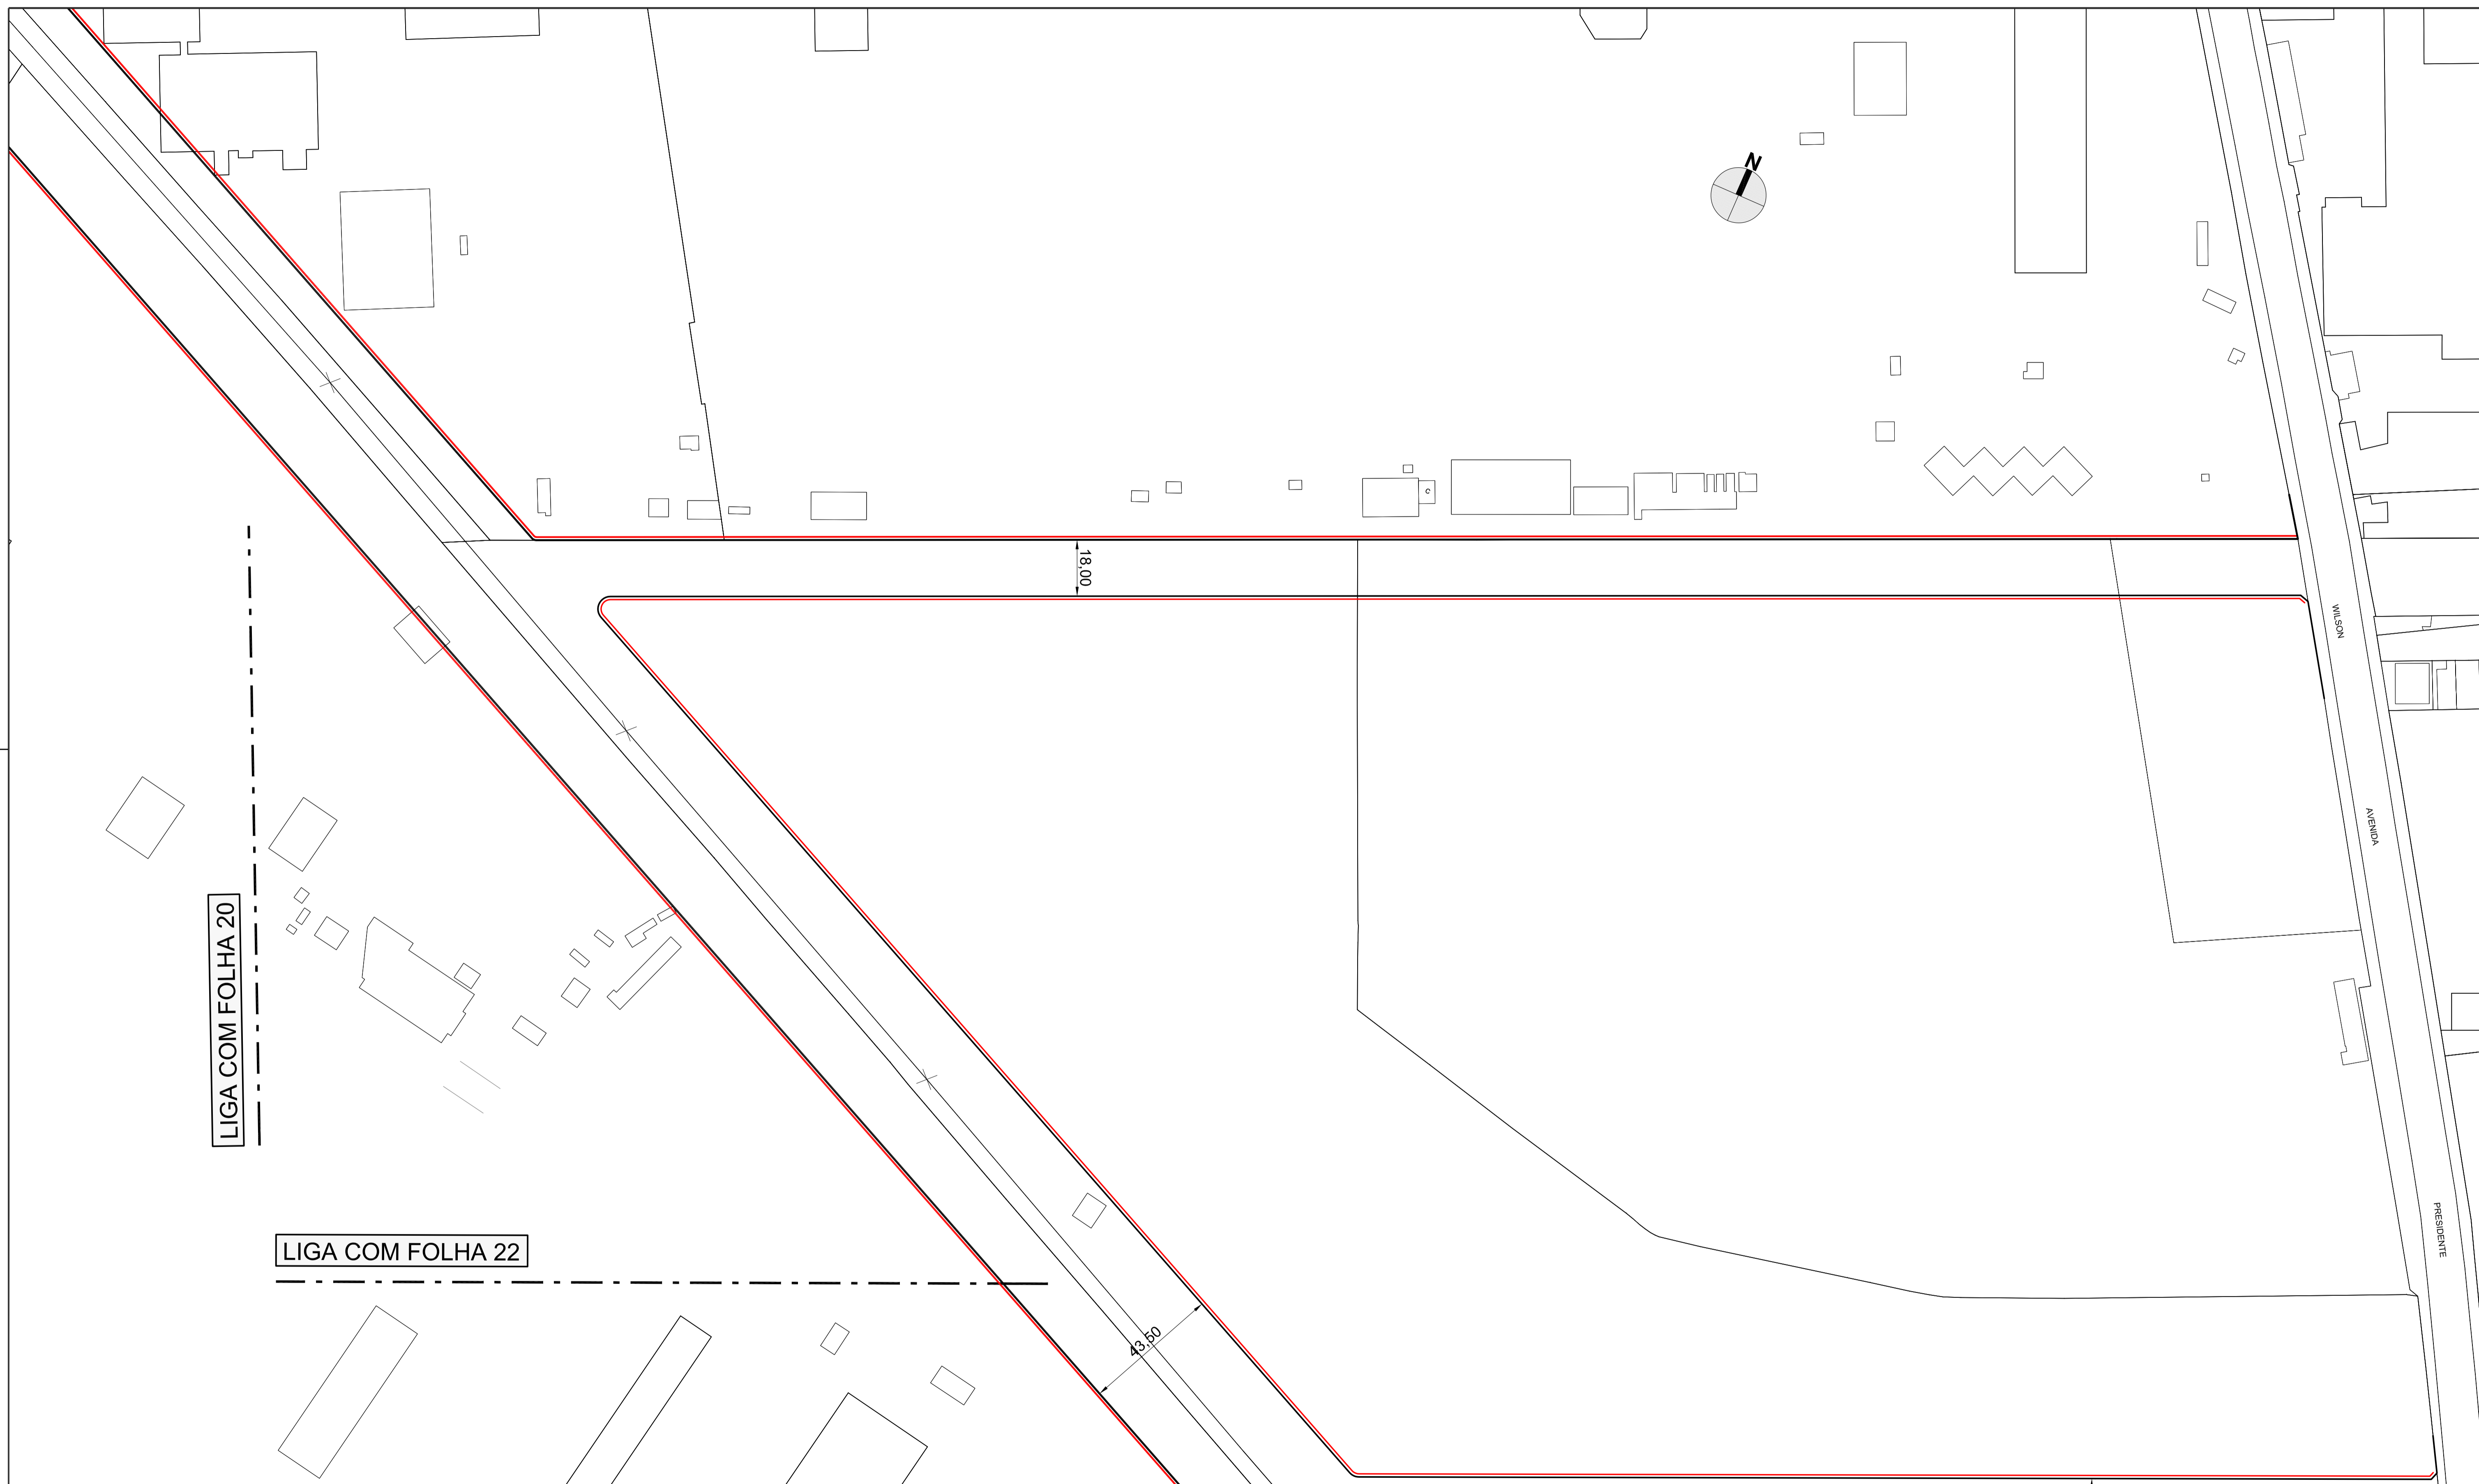 N
c
18,00
WILSON
AVENIDA
PRESIDENTE
LIGA COM FOLHA 20
LIGA COM FOLHA 22
43,50